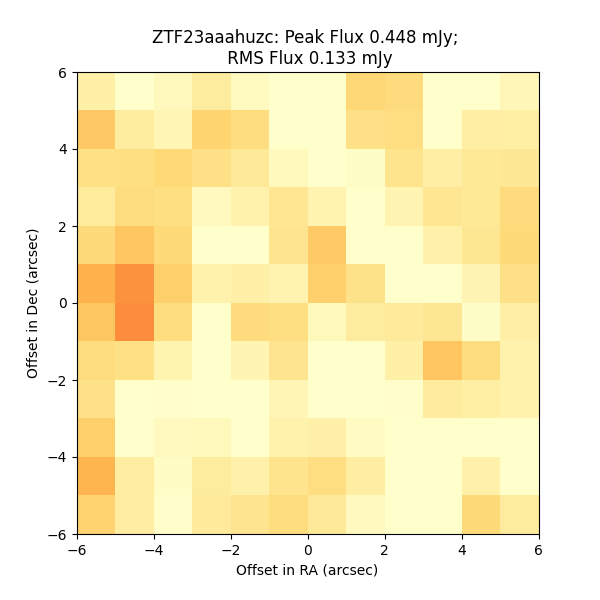 ZTF23aaahuzc: Peak Flux 0.448 mJy;
RMS Flux 0.133 mJy
6
4
2
0
−2
−4
−6
Offset in Dec (arcsec)
−6 −4 −2 0 2 4 6
Offset in RA (arcsec)